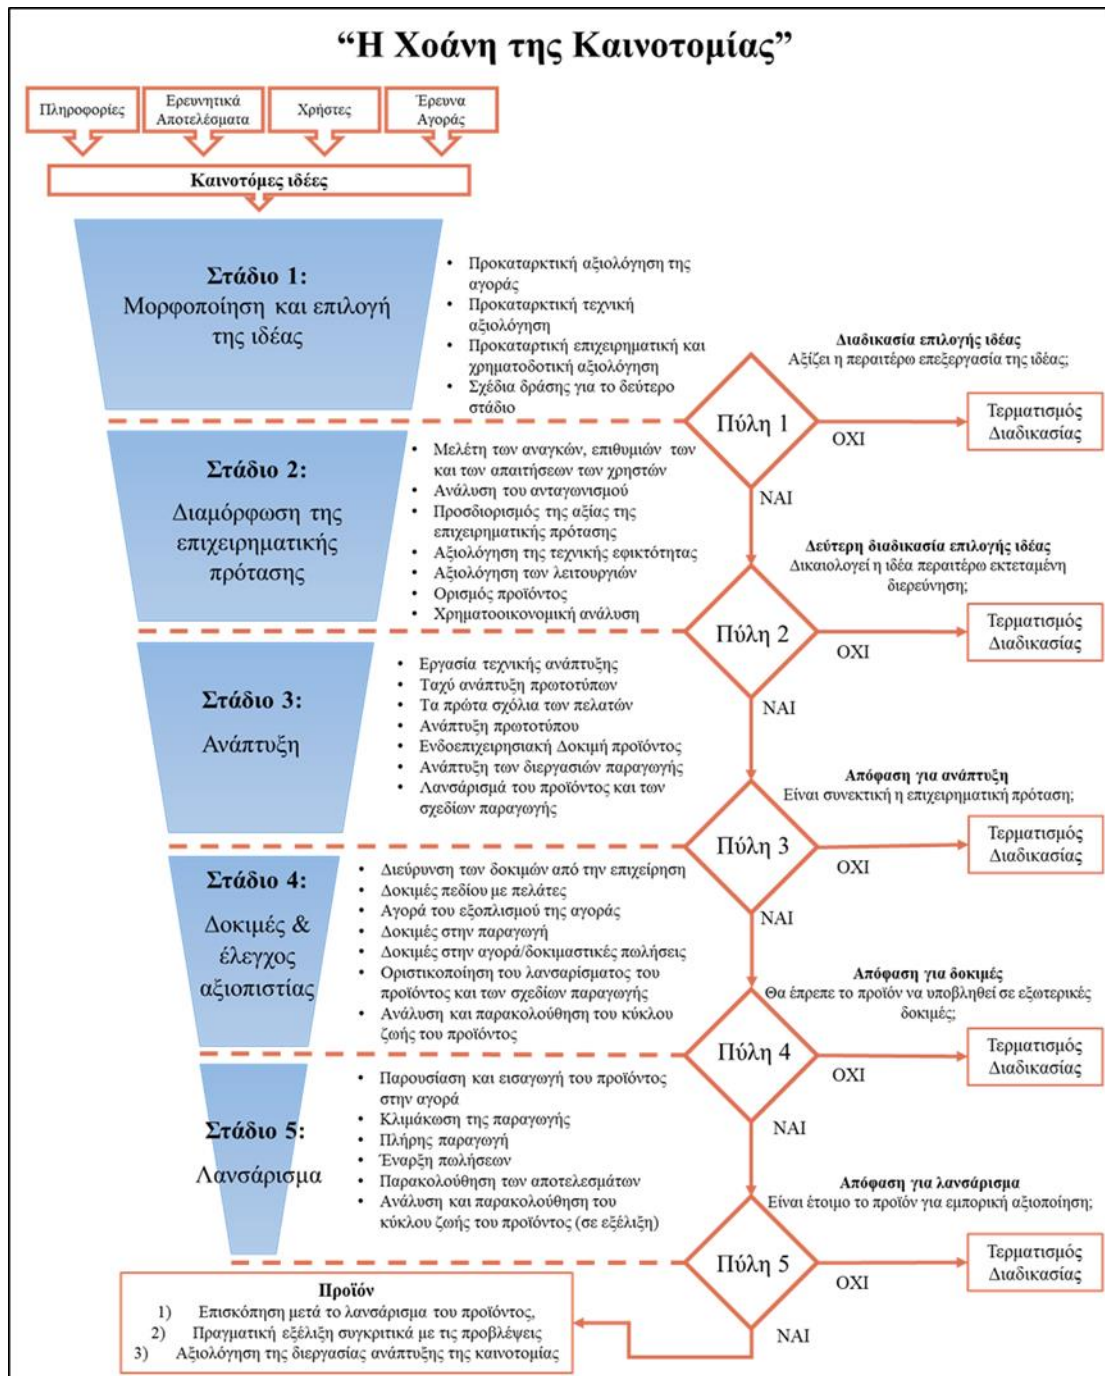 “Η Χοάνη της Καινοτομίας”
Πληροφορίες
Ερευνητικά
Αποτελέσματα
Χρήστες
Έρευνα
Αγοράς
Καινοτόμες ιδέες
Στάδιο 1:
Μορφοποίηση και επιλογή
της ιδέας
• Προκαταρκτική αξιολόγηση της
αγοράς
• Προκαταρκτική τεχνική
αξιολόγηση
• Προκαταρτική επιχειρηματική και
χρηματοδοτική αξιολόγηση
• Σχέδια δράσης για το δεύτερο
στάδιο
Διαδικασία επιλογής ιδέας
Αξίζει η περαιτέρω επεξεργασία της ιδέας;
Πύλη 1
ΟΧΙ
Τερματισμός
Διαδικασίας
ΝΑΙ
Στάδιο 2:
Διαμόρφωση της
επιχειρηματικής
πρότασης
• Μελέτη των αναγκών, επιθυμιών των
και των απαιτήσεων των χρηστών
• Ανάλυση του ανταγωνισμού
• Προσδιορισμός της αξίας της
επιχειρηματικής πρότασης
• Αξιολόγηση της τεχνικής εφικτότητας
• Αξιολόγηση των λειτουργιών
• Ορισμός προϊόντος
• Χρηματοοικονομική ανάλυση
Δεύτερη διαδικασία επιλογής ιδέας
Δικαιολογεί η ιδέα περαιτέρω εκτεταμένη
διερεύνηση;
Πύλη 2
ΟΧΙ
Τερματισμός
Διαδικασίας
ΝΑΙ
Στάδιο 3:
Ανάπτυξη
• Εργασία τεχνικής ανάπτυξης
• Ταχύ ανάπτυξη πρωτοτύπων
• Τα πρώτα σχόλια των πελατών
• Ανάπτυξη πρωτοτύπου
• Ενδοεπιχειρησιακή Δοκιμή προϊόντος
• Ανάπτυξη των διεργασιών παραγωγής
• Λανσάρισμά του προϊόντος και των
σχεδίων παραγωγής
Απόφαση για ανάπτυξη
Είναι συνεκτική η επιχειρηματική πρόταση;
Πύλη 3
ΟΧΙ
Τερματισμός
Διαδικασίας
ΝΑΙ
Στάδιο 4:
Δοκιμές &
έλεγχος
αξιοπιστίας
• Διεύρυνση των δοκιμών από την επιχείρηση
• Δοκιμές πεδίου με πελάτες
• Αγορά του εξοπλισμού της αγοράς
• Δοκιμές στην παραγωγή
• Δοκιμές στην αγορά/δοκιμαστικές πωλήσεις
• Οριστικοποίηση του λανσαρίσματος του
προϊόντος και των σχεδίων παραγωγής
• Ανάλυση και παρακολούθηση του κύκλου
ζωής του προϊόντος
Απόφαση για δοκιμές
Θα έπρεπε το προϊόν να υποβληθεί σε εξωτερικές
δοκιμές;
Πύλη 4
ΟΧΙ
Τερματισμός
Διαδικασίας
ΝΑΙ
Στάδιο 5:
Λανσάρισμα
• Παρουσίαση και εισαγωγή του προϊόντος
στην αγορά
• Κλιμάκωση της παραγωγής
• Πλήρης παραγωγή
• Έναρξη πωλήσεων
• Παρακολούθηση των αποτελεσμάτων
• Ανάλυση και παρακολούθηση του
κύκλου ζωής του προϊόντος (σε εξέλιξη)
Απόφαση για λανσάρισμα
Είναι έτοιμο το προϊόν για εμπορική αξιοποίηση;
Πύλη 5
ΟΧΙ
Τερματισμός
Διαδικασίας
ΝΑΙ
Προϊόν
1) Επισκόπηση μετά το λανσάρισμα του προϊόντος,
2) Πραγματική εξέλιξη συγκριτικά με τις προβλέψεις
3) Αξιολόγηση της διεργασίας ανάπτυξης της καινοτομίας